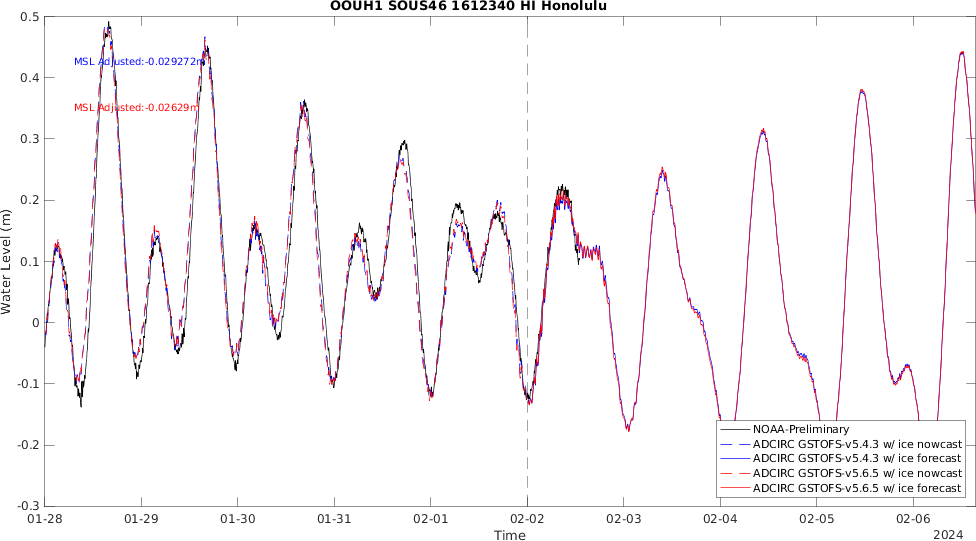 OOUH1 SOUS46 1612340 HI Honolulu
0.5
MSL Adjusted:-0.029272m
0.4
MSL Adjusted:-0.02629m
0.3
0.2
Water Level (m)
0.1
0
-0.1
-0.2
-0.3
NOAA-Preliminary
ADCIRC GSTOFS-v5.4.3 w/ ice nowcast
ADCIRC GSTOFS-v5.4.3 w/ ice forecast
ADCIRC GSTOFS-v5.6.5 w/ ice nowcast
ADCIRC GSTOFS-v5.6.5 w/ ice forecast
01-28 01-29 01-30 01-31 02-01 02-02 02-03 02-04 02-05 02-06
Time
2024